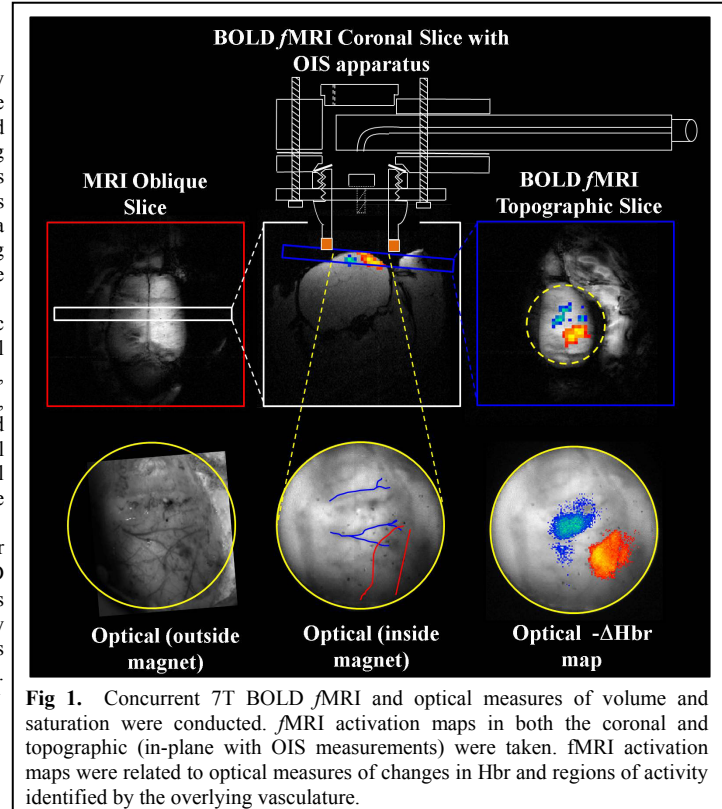 BOLD fMRI Coronal Slice with
OIS apparatus
MRI Oblique
Slice
BOLD fMRI
Topographic Slice
Optical (outside
magnet)
Optical (inside
magnet)
Optical -ΔHbr
map
Fig 1. Concurrent 7T BOLD fMRI and optical measures of volume and
saturation were conducted. fMRI activation maps in both the coronal and
topographic (in-plane with OIS measurements) were taken. fMRI activation
maps were related to optical measures of changes in Hbr and regions of activity
identified by the overlying vasculature.